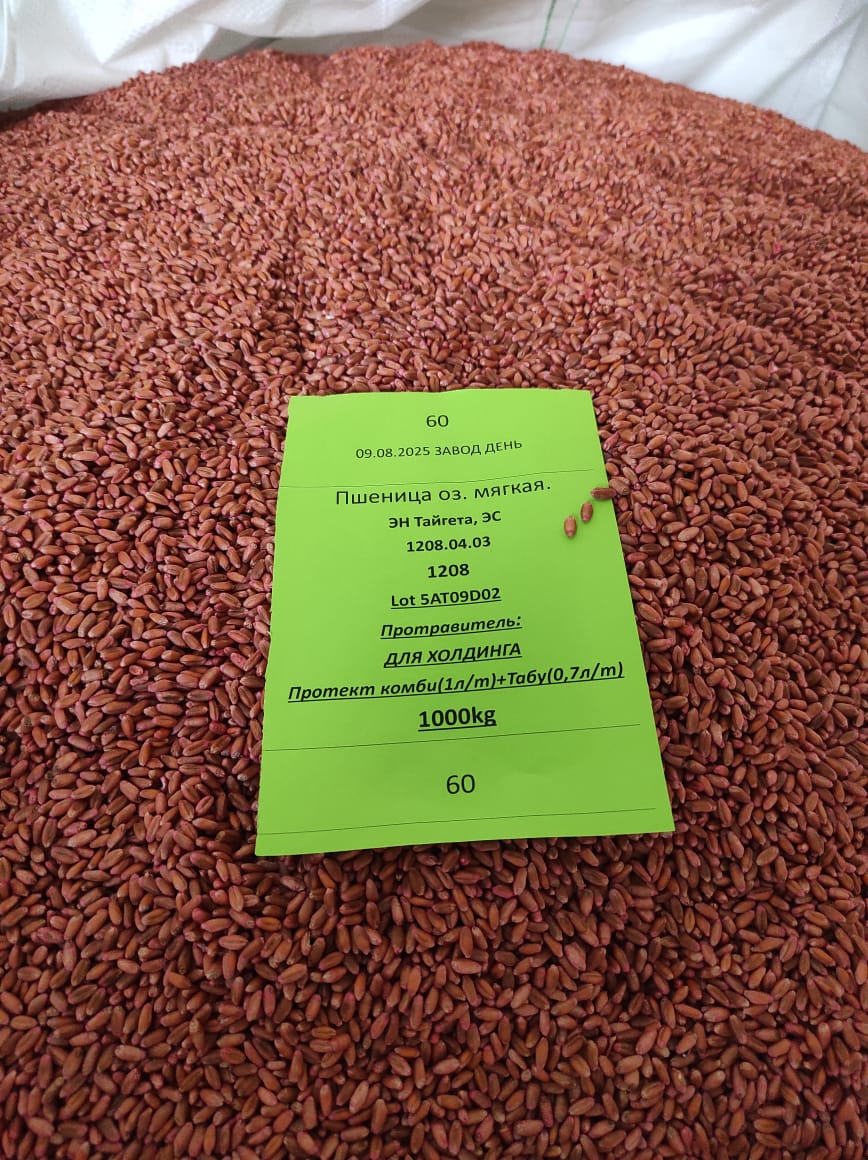 60
09.08.2025 ЗАВОД ДЕНЬ
Пшеница оз. мягкая.
ЭН Тайгета, ЭС
1208.04.03
1208
Lot 5AT09D02
Протравитель:
ДЛЯ ХОЛДИНГА
Протект комби(1л/т)+Табу(0,7л/т)
1000kg
60